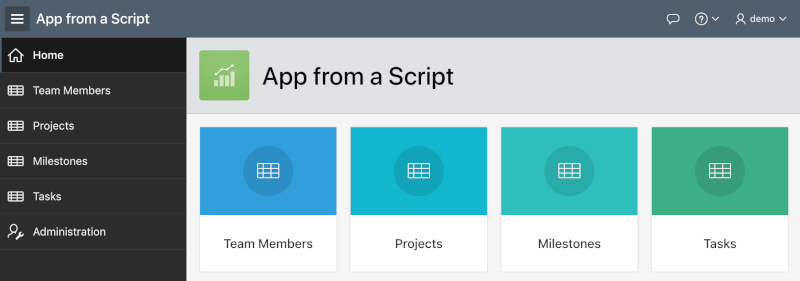 App from a Script
demo
Home
Team Members
Projects
Milestones
Tasks
Administration
App from a Script
Team Members
Projects
Milestones
Tasks